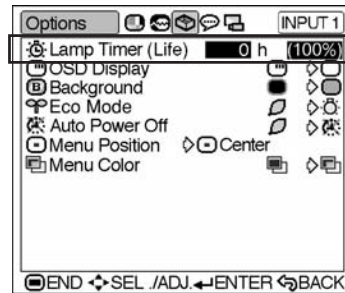 Options INPUT 1
Lamp Timer (Life) 0 h (100%)
OSD Display
B Background
Eco Mode
Auto Power Off
Menu Position Center
Menu Color
END SEL ./ADJ. ENTER BACK